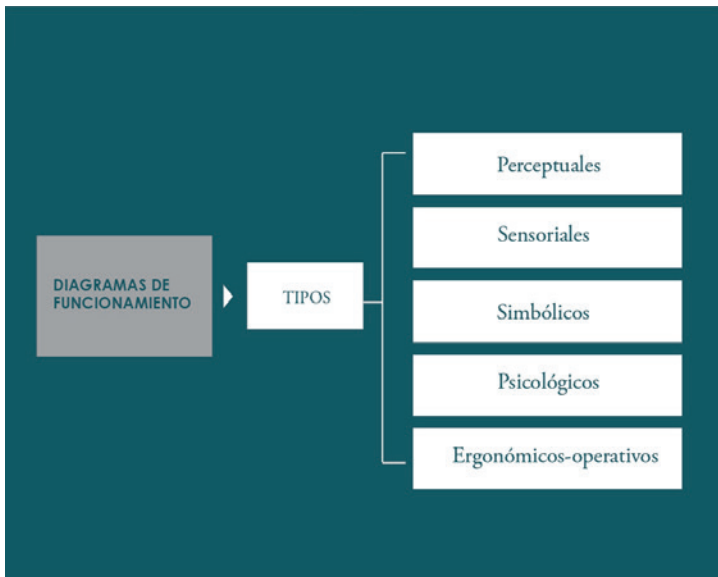 DIAGRAMAS DE
FUNCIONAMIENTO
TIPOS
Perceptuales
Sensoriales
Simbólicos
Psicológicos
Ergonómicos-operativos